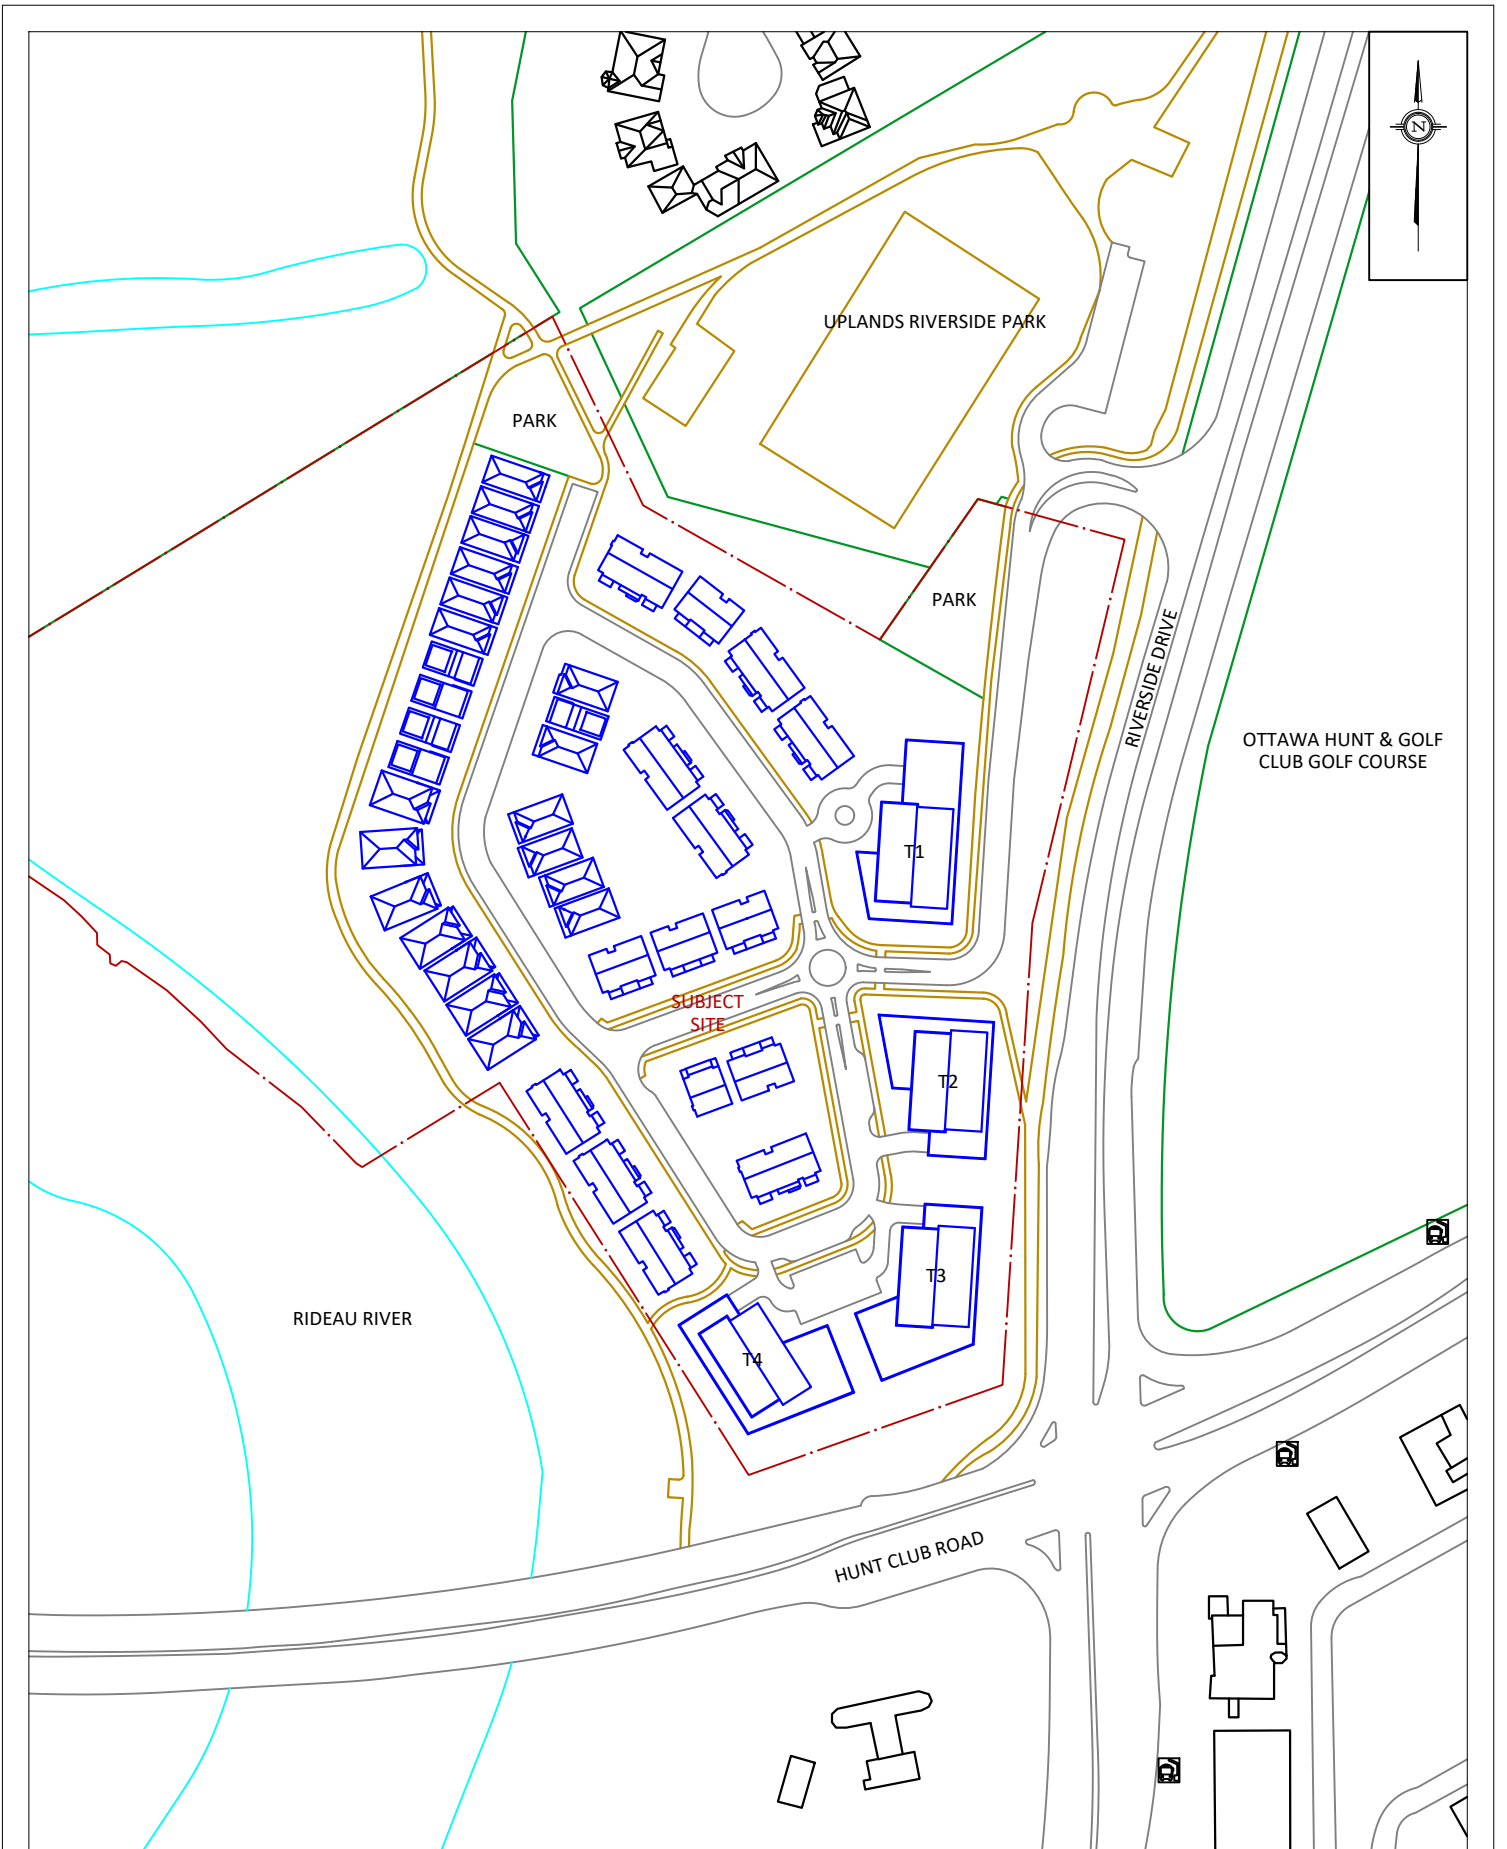 N
UPLANDS RIVERSIDE PARK
PARK
PARK
RIVERSIDE DRIVE
OTTAWA HUNT & GOLF
CLUB GOLF COURSE
T1
SUBJECT
SITE
T2
T3
RIDEAU RIVER
T4
HUNT CLUB ROAD